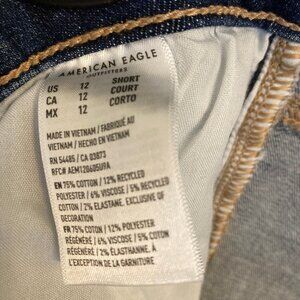 AMERICAN EAGLE
OUTFITTERS
US 12 SHORT
CA 12 COURT
MX 12 CORTO
MADE IN VIETNAM / FABRIQUÉ AU
VIETNAM / HECHO EN VIETNAM
RN 54485 / CA 03873
RFC# AEM128605U9A
EN 75% COTTON / 12% RECYCLED
POLYESTER / 6% VISCOSE / 5% RECYCLED
COTTON / 2% ELASTANE. EXCLUSIVE OF
DECORATION
FR 75% COTON / 12% POLYESTER
RÉGÉNÉRÉ / 6% VISCOSE / 5% COTON
RÉGÉNÉRÉ / 2% ÉLASTHANNE. À
L'EXCEPTION DE LA GARNITURE